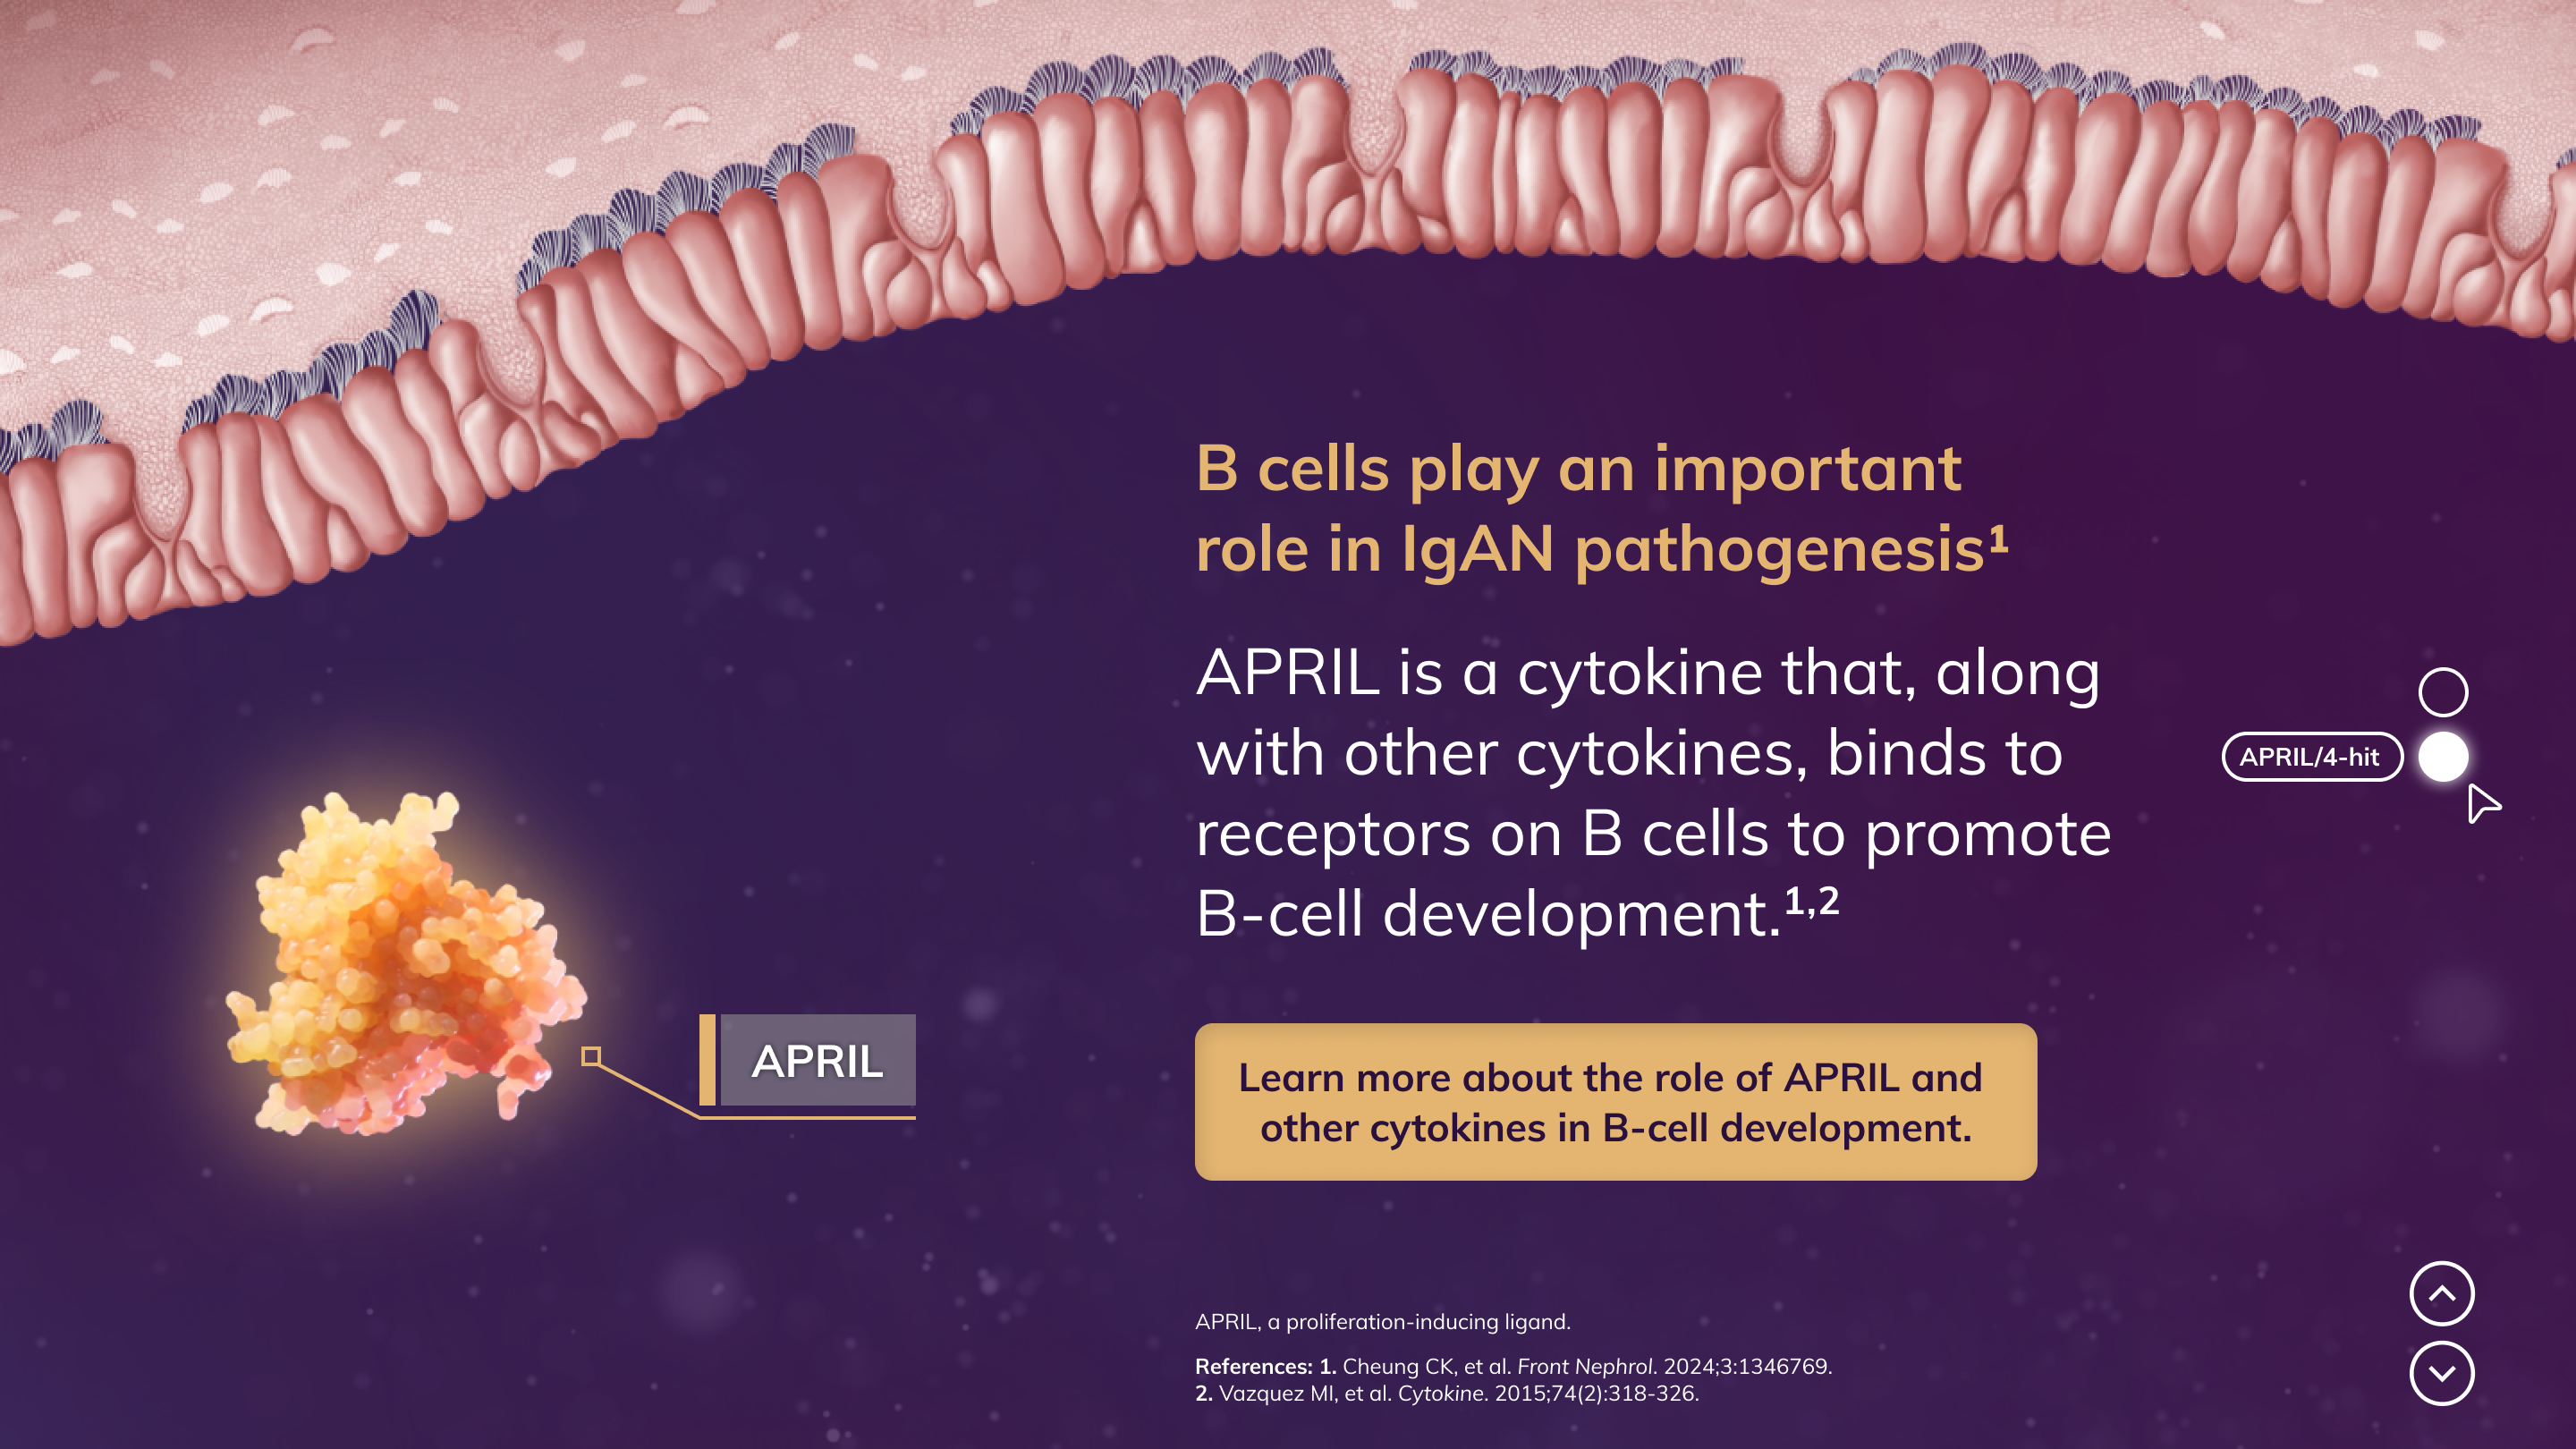 B cells play an important
role in IgAN pathogenesis¹
APRIL is a cytokine that, along
with other cytokines, binds to
receptors on B cells to promote
B-cell development.¹,²
APRIL/4-hit
APRIL
Learn more about the role of APRIL and
other cytokines in B-cell development.
APRIL, a proliferation-inducing ligand.
References: 1. Cheung CK, et al. Front Nephrol. 2024;3:1346769.
2. Vazquez MI, et al. Cytokine. 2015;74(2):318-326.